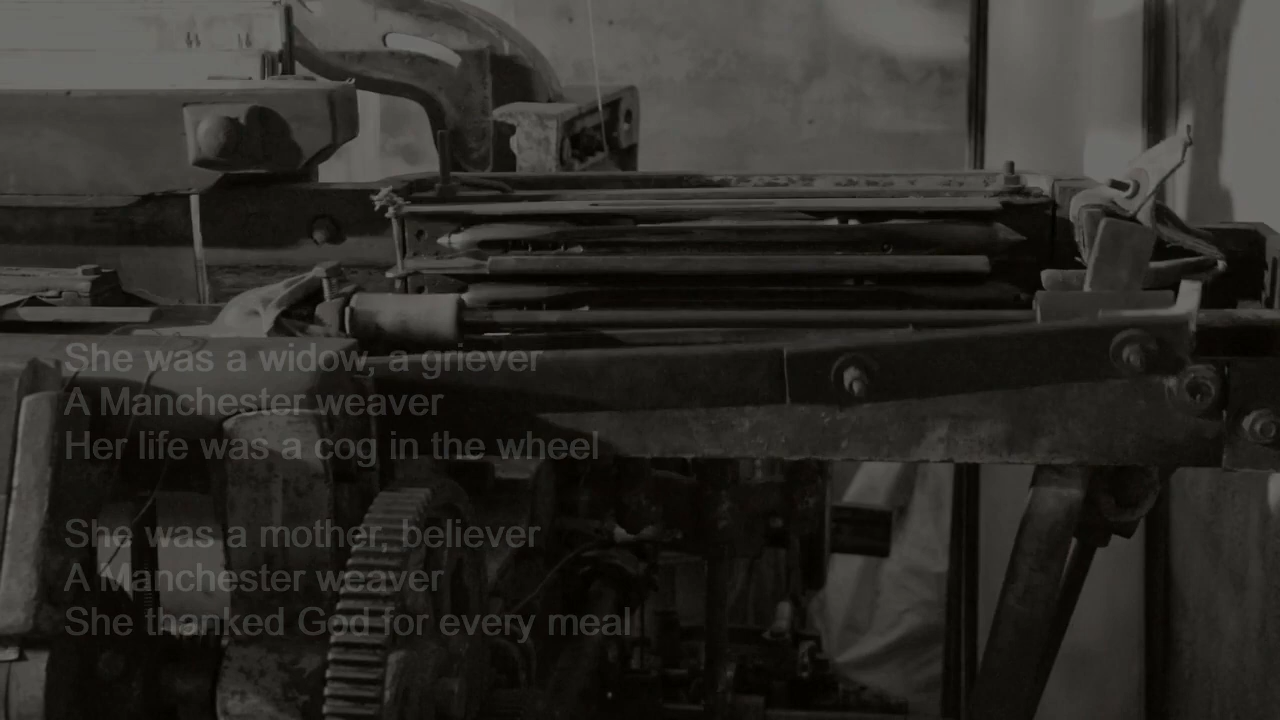 She was a widow, a griever
A Manchester weaver
Her life was a cog in the wheel
She was a mother, believer
A Manchester weaver
She thanked God for every meal